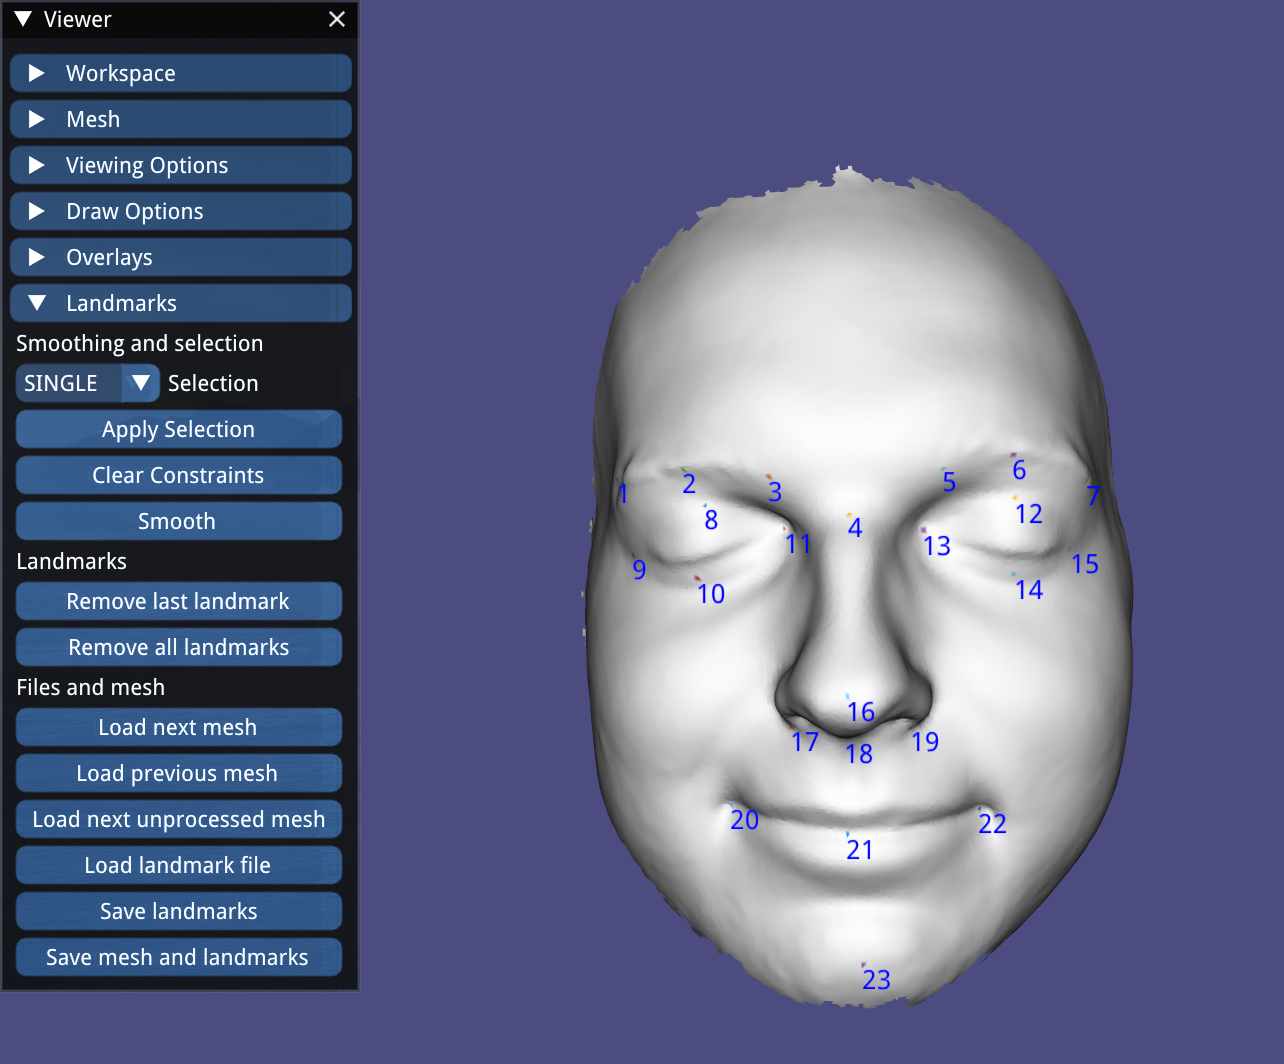 Viewer
Workspace
Mesh
Viewing Options
Draw Options
Overlays
Landmarks
Smoothing and selection
SINGLE Selection
Apply Selection
Clear Constraints
Smooth
Landmarks
Remove last landmark
Remove all landmarks
Files and mesh
Load next mesh
Load previous mesh
Load next unprocessed mesh
Load landmark file
Save landmarks
Save mesh and landmarks
1 2 3 4 5 6 7
8 12
11 13
9 10 14 15
16
17 18 19
20 21 22
23